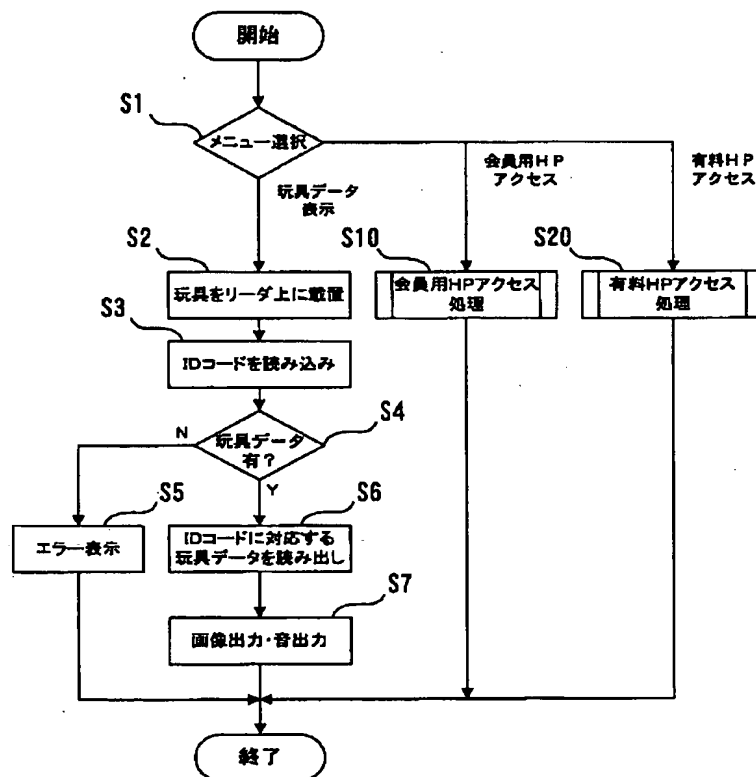 開始
S1
メニュー選択
会員用HP
アクセス
有料HP
アクセス
玩具データ
表示
S2
S10
S20
玩具をリーダ上に載置
会員用HPアクセス
処理
有料HPアクセス
処理
S3
IDコードを読み込み
S4
N
玩具データ
有?
Y
S5
S6
エラー表示
IDコードに対応する
玩具データを読み出し
S7
画像出力・音出力
終了